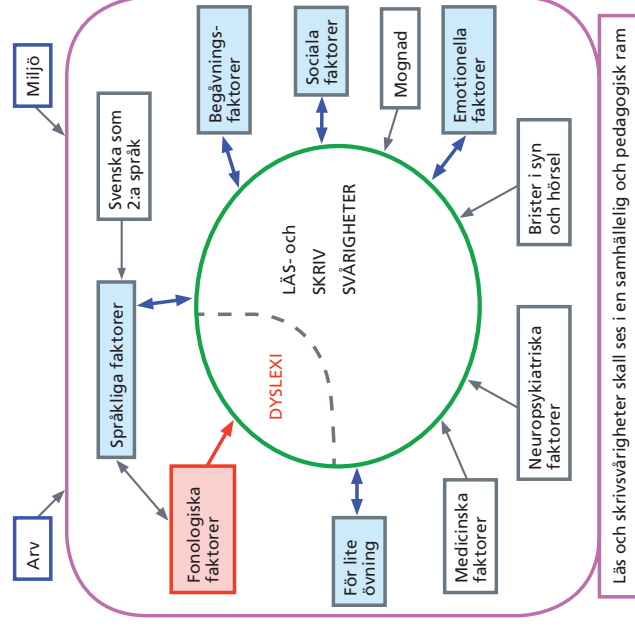 Arv
Miljö
Svenska som
2:a språk
Språkliga faktorer
Begåvnings-
faktorer
Fonologiska
faktorer
Sociala
faktorer
DYSLEXI
LÄS- och
SKRIV
SVÅRIGHETER
Mognad
För lite
övning
Emotionella
faktorer
Medicinska
faktorer
Neuropsykiatriska
faktorer
Brister i syn
och hörsel
Läs och skrivsvårigheter skall ses i en samhällelig och pedagogisk ram